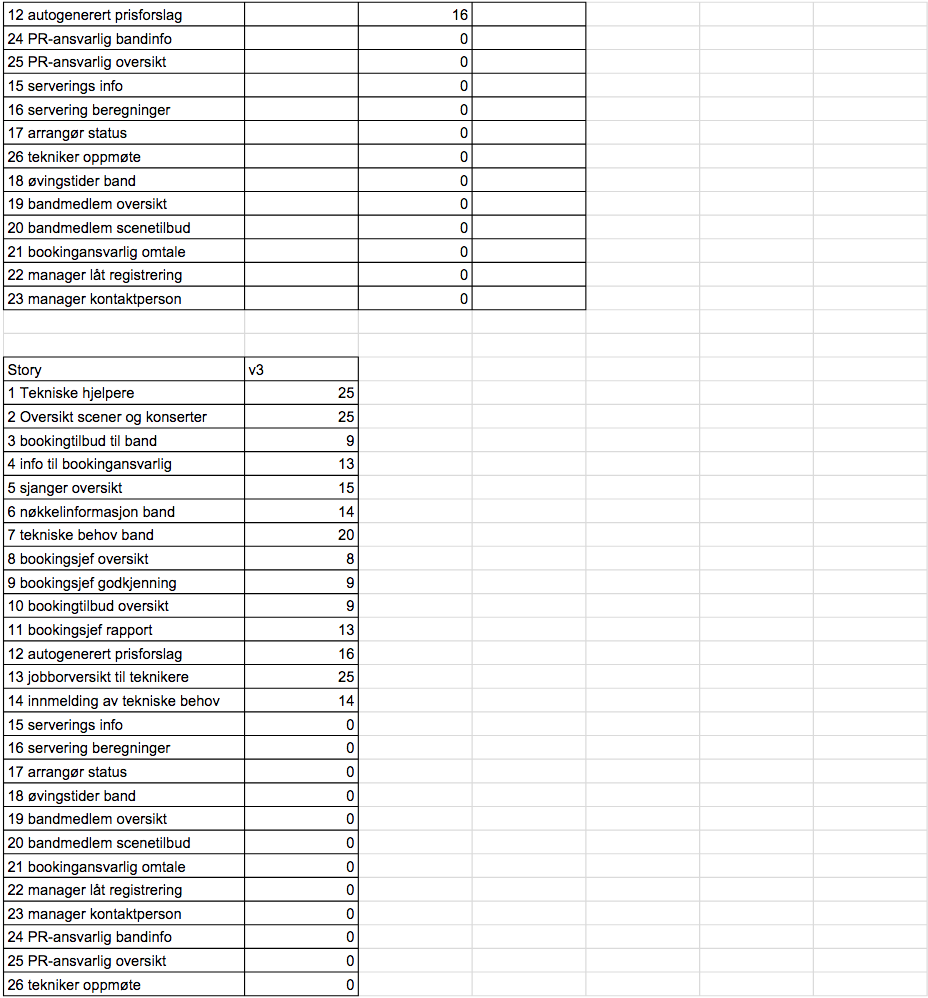 12 autogenerert prisforslag 16
24 PR-ansvarlig bandinfo 0
25 PR-ansvarlig oversikt 0
15 serverings info 0
16 servering beregninger 0
17 arrangør status 0
26 tekniker oppmøte 0
18 øvingstider band 0
19 bandmedlem oversikt 0
20 bandmedlem scenetilbud 0
21 bookingansvarlig omtale 0
22 manager låt registrering 0
23 manager kontaktperson 0
Story v3
1 Tekniske hjelpere 25
2 Oversikt scener og konserter 25
3 bookingtilbud til band 9
4 info til bookingansvarlig 13
5 sjanger oversikt 15
6 nøkkelinformasjon band 14
7 tekniske behov band 20
8 bookingsjef oversikt 8
9 bookingsjef godkjenning 9
10 bookingtilbud oversikt 9
11 bookingsjef rapport 13
12 autogenerert prisforslag 16
13 jobborversikt til teknikere 25
14 innmelding av tekniske behov 14
15 serverings info 0
16 servering beregninger 0
17 arrangør status 0
18 øvingstider band 0
19 bandmedlem oversikt 0
20 bandmedlem scenetilbud 0
21 bookingansvarlig omtale 0
22 manager låt registrering 0
23 manager kontaktperson 0
24 PR-ansvarlig bandinfo 0
25 PR-ansvarlig oversikt 0
26 tekniker oppmøte 0